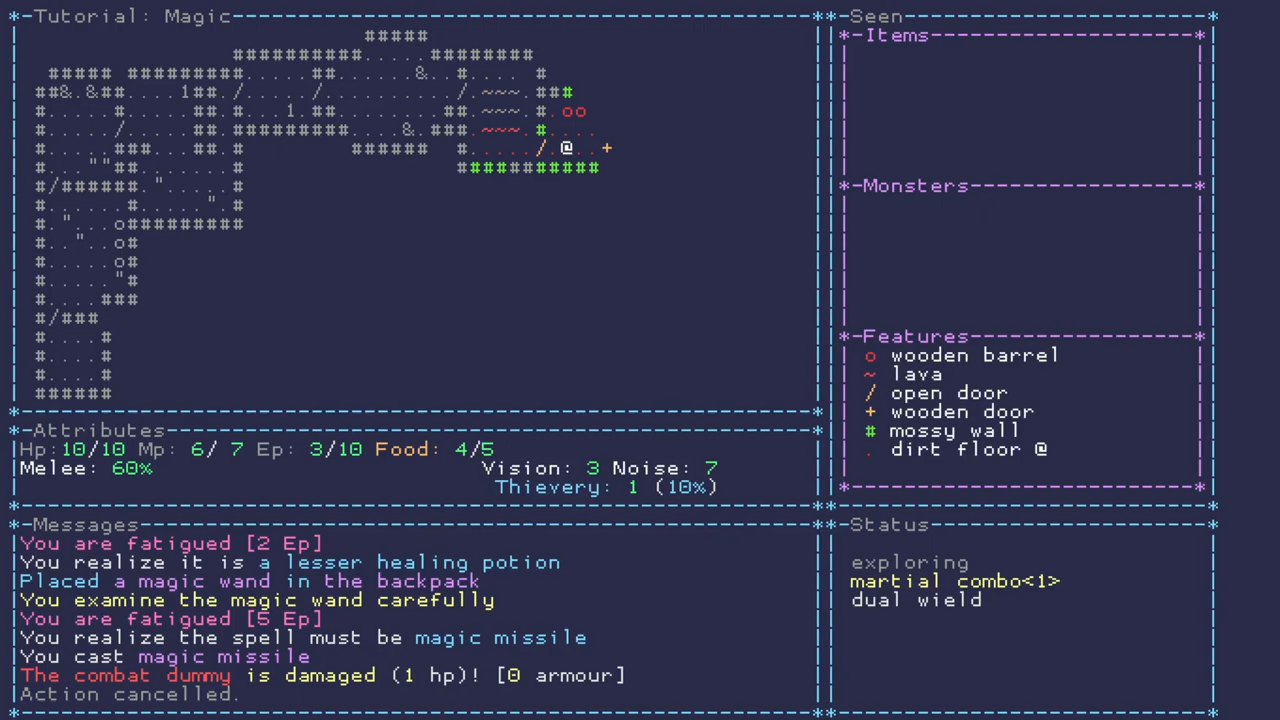 Tutorial: Magic
Seen
Items
Monsters
Features
o wooden barrel
~ lava
/ open door
+ wooden door
# mossy wall
. dirt floor @
Attributes
Hp:10/10 Mp: 6/ 7 Ep: 3/10 Food: 4/5
Melee: 60% Vision: 3 Noise: 7
Thievery: 1 (10%)
Messages
You are fatigued [2 Ep]
You realize it is a lesser healing potion
Placed a magic wand in the backpack
You examine the magic wand carefully
You are fatigued [5 Ep]
You realize the spell must be magic missile
You cast magic missile
The combat dummy is damaged (1 hp)! [0 armour]
Action cancelled.
Status
exploring
martial combo<1>
dual wield